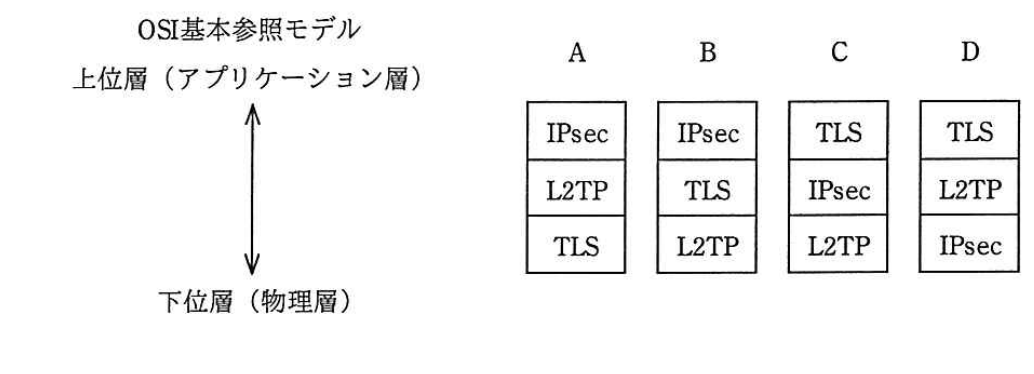 OSI基本参照モデル
上位層（アプリケーション層）
下位層（物理層）
A B C D
IPsec IPsec TLS TLS
L2TP TLS IPsec L2TP
TLS L2TP L2TP IPsec